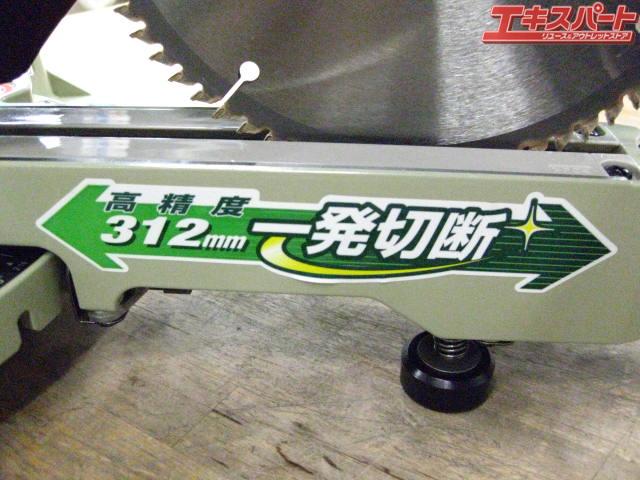 エキスパート
リユース&アウトレットストア
高精度
312mm 一発切断